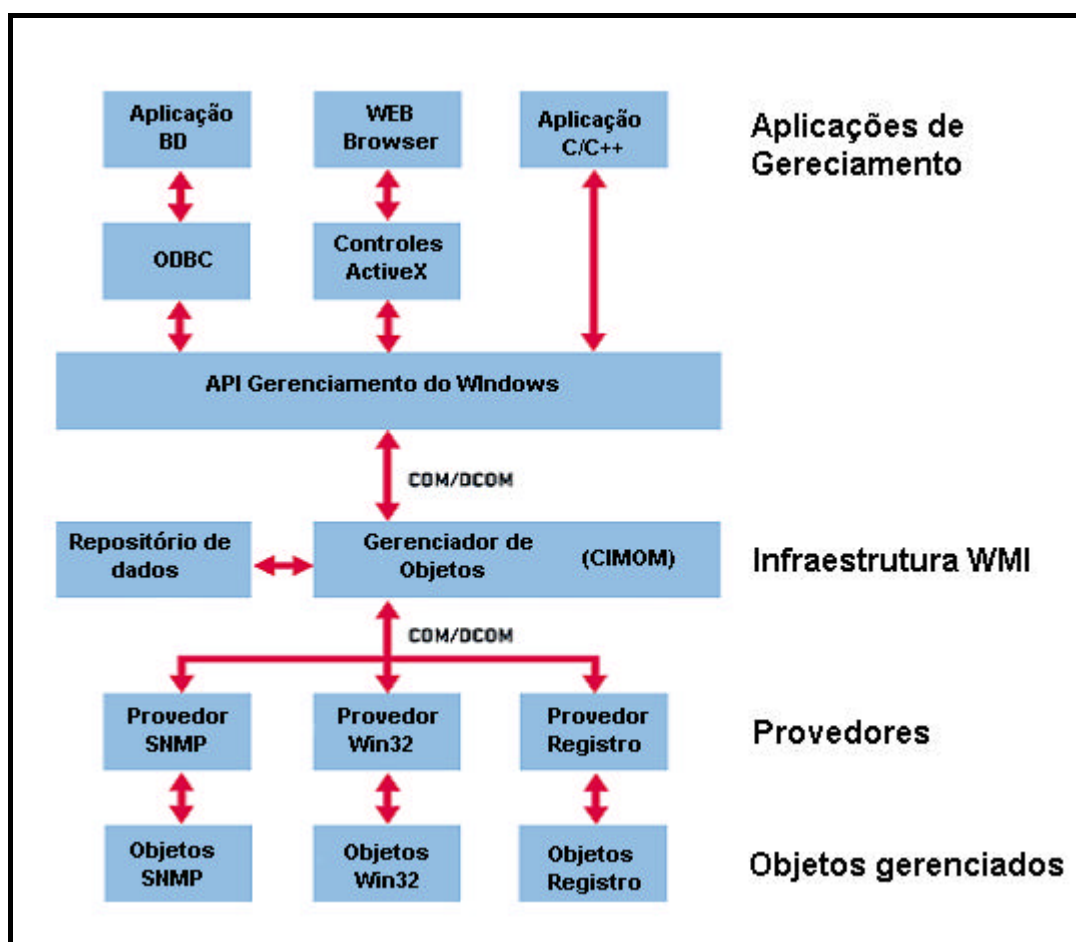 Aplicação
BD
WEB
Browser
Aplicação
C/C++
Aplicações de
Gereciamento
ODBC
Controles
ActiveX
API Gerenciamento do WIndows
COM/DCOM
Repositório de
dados
Gerenciador de
Objetos
(CIMOM)
Infraestrutura WMI
COM/DCOM
Provedor
SNMP
Provedor
Win32
Provedor
Registro
Provedores
Objetos
SNMP
Objetos
Win32
Objetos
Registro
Objetos gerenciados